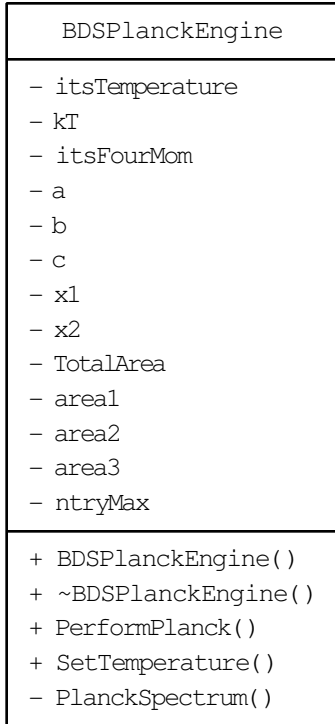 BDSPlanckEngine
- itsTemperature
- kT
- itsFourMom
- a
- b
- c
- x1
- x2
- TotalArea
- area1
- area2
- area3
- ntryMax
+ BDSPlanckEngine()
+ ~BDSPlanckEngine()
+ PerformPlanck()
+ SetTemperature()
- PlanckSpectrum()